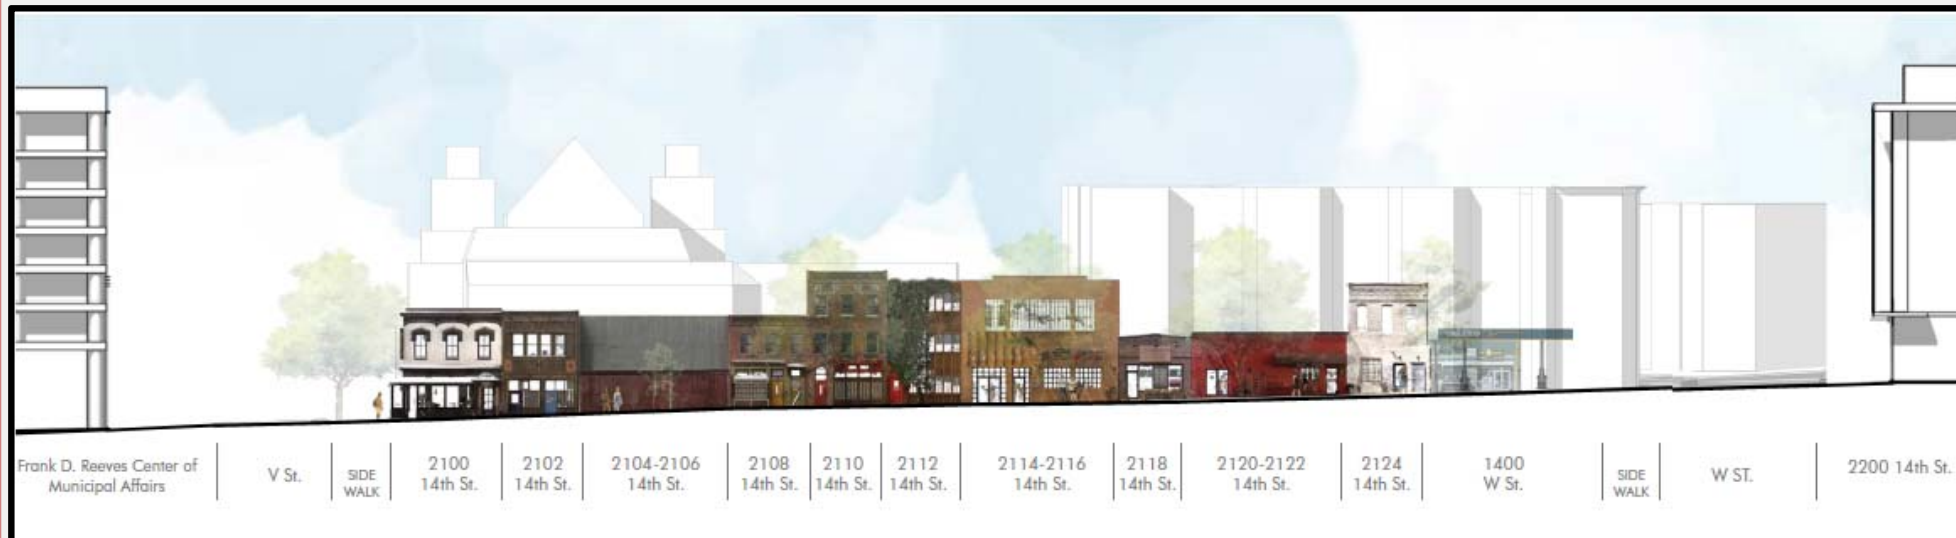 Frank D. Reeves Center of
Municipal Affairs
V St.
SIDE
WALK
2100
14th St.
2102
14th St.
2104-2106
14th St.
2108
14th St.
2110
14th St.
2112
14th St.
2114-2116
14th St.
2118
14th St.
2120-2122
14th St.
2124
14th St.
1400
W St.
SIDE
WALK
W ST.
2200 14th St.